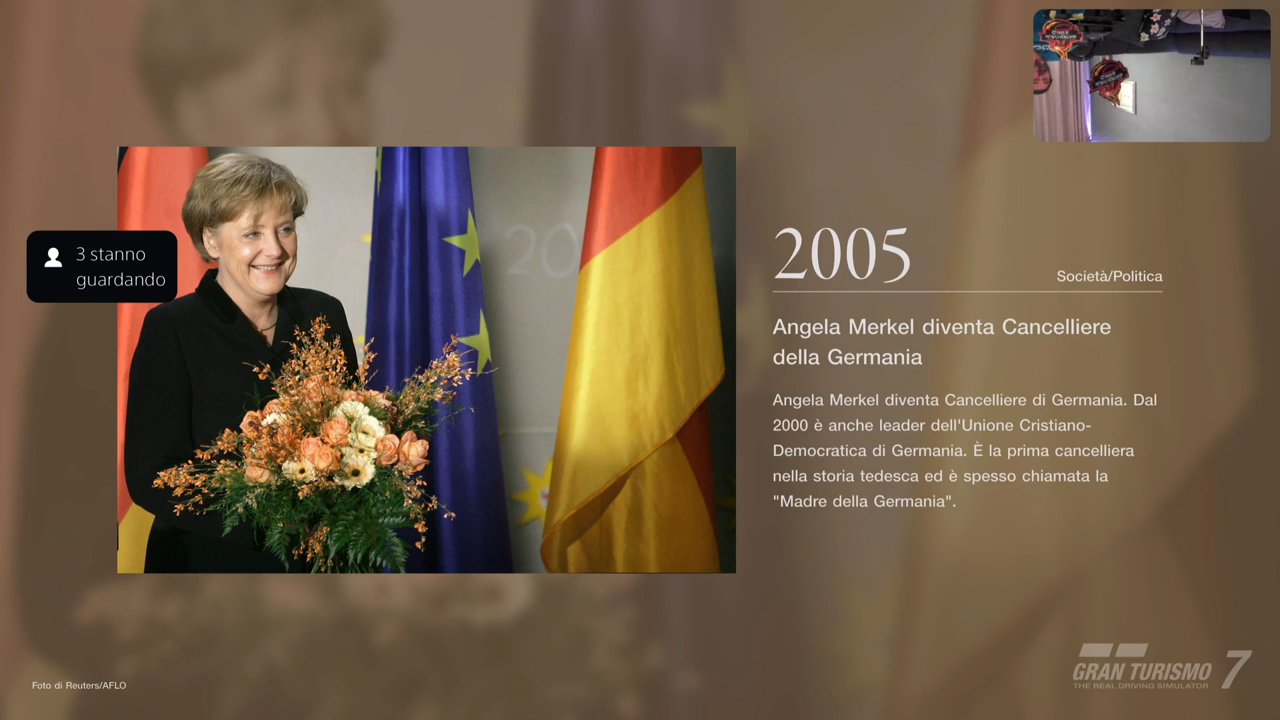 3 stanno
guardando
20
2005
Società/Politica
Angela Merkel diventa Cancelliere
della Germania
Angela Merkel diventa Cancelliere di Germania. Dal
2000 è anche leader dell'Unione Cristiano-
Democratica di Germania. È la prima cancelliera
nella storia tedesca ed è spesso chiamata la
"Madre della Germania".
Foto di Reuters/AFLO
GRAN TURISMO 7
THE REAL DRIVING SIMULATOR